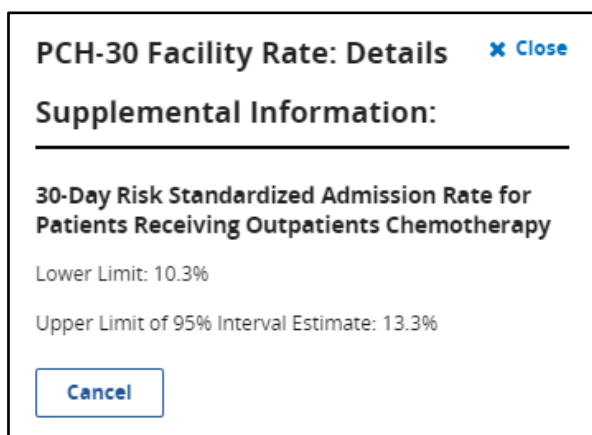 PCH-30 Facility Rate: Details
✖ Close
Supplemental Information:
30-Day Risk Standardized Admission Rate for
Patients Receiving Outpatients Chemotherapy
Lower Limit: 10.3%
Upper Limit of 95% Interval Estimate: 13.3%
Cancel